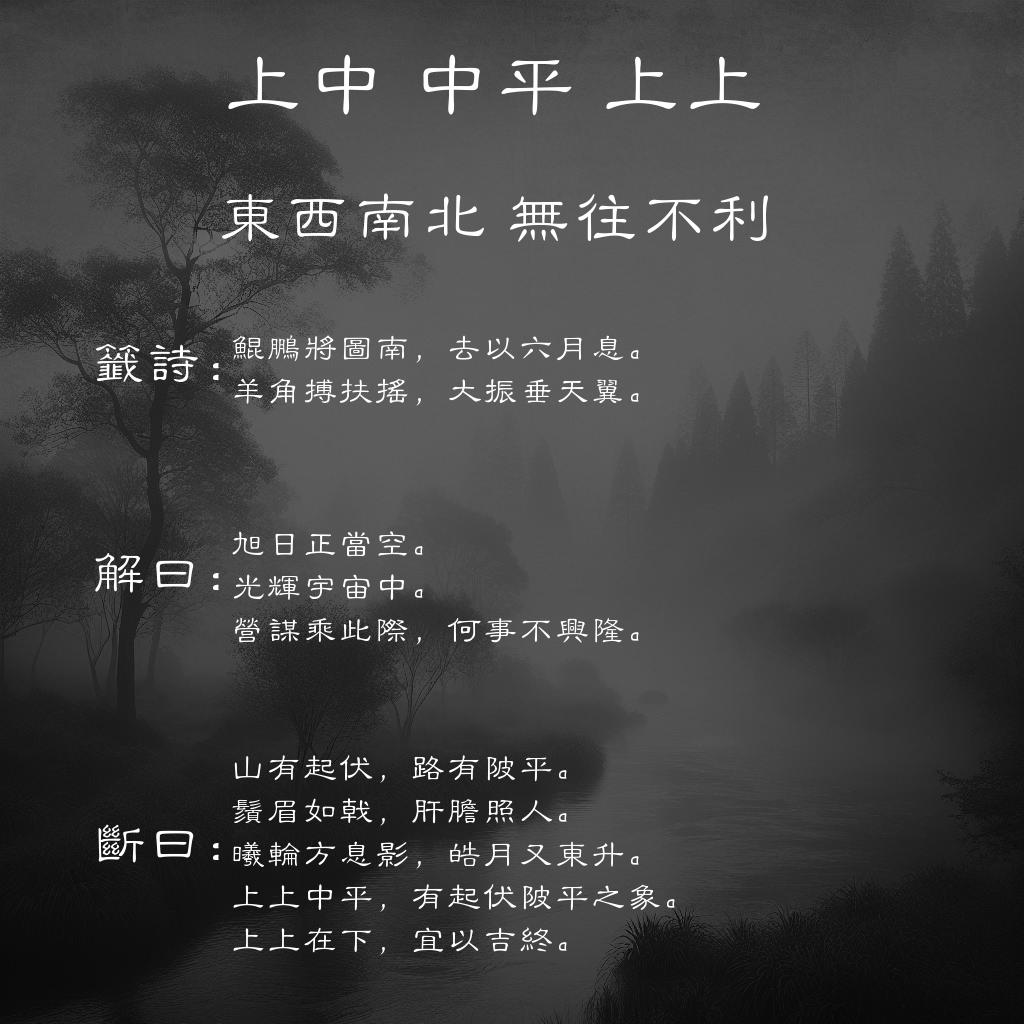 上中 中平 上上
東西南北 無往不利
籤詩：
鯤鵬將圖南，去以六月息。
羊角搏扶搖，大振垂天翼。
解曰：
旭日正當空。
光輝宇宙中。
營謀乘此際，何事不興隆。
斷曰：
山有起伏，路有陂平。
鬚眉如戟，肝膽照人。
曦輪方息影，皓月又東升。
上上中平，有起伏陂平之象。
上上在下，宜以吉終。